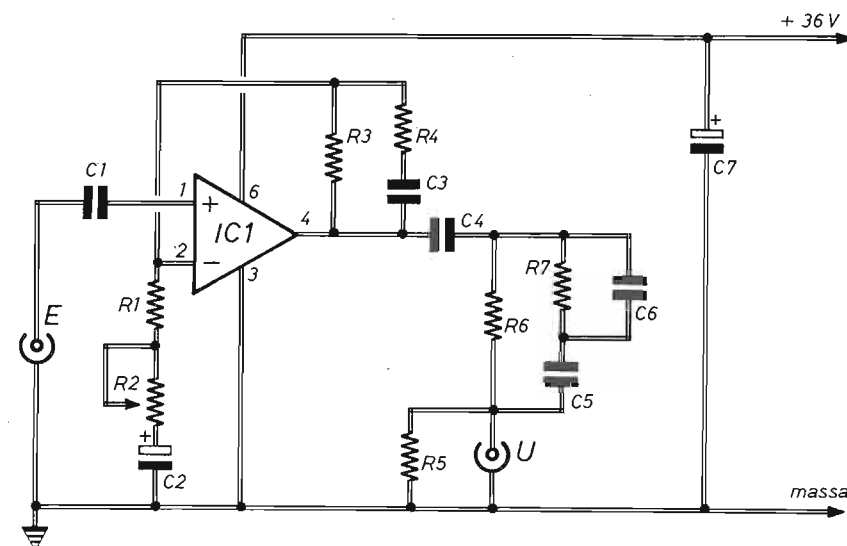 + 36 V
R3
R4
C1
C3
+
C7
1
+
6
IC1
4
C4
2
−
3
R7
R1
R6
C6
E
R2
C5
+
R5
U
C2
massa